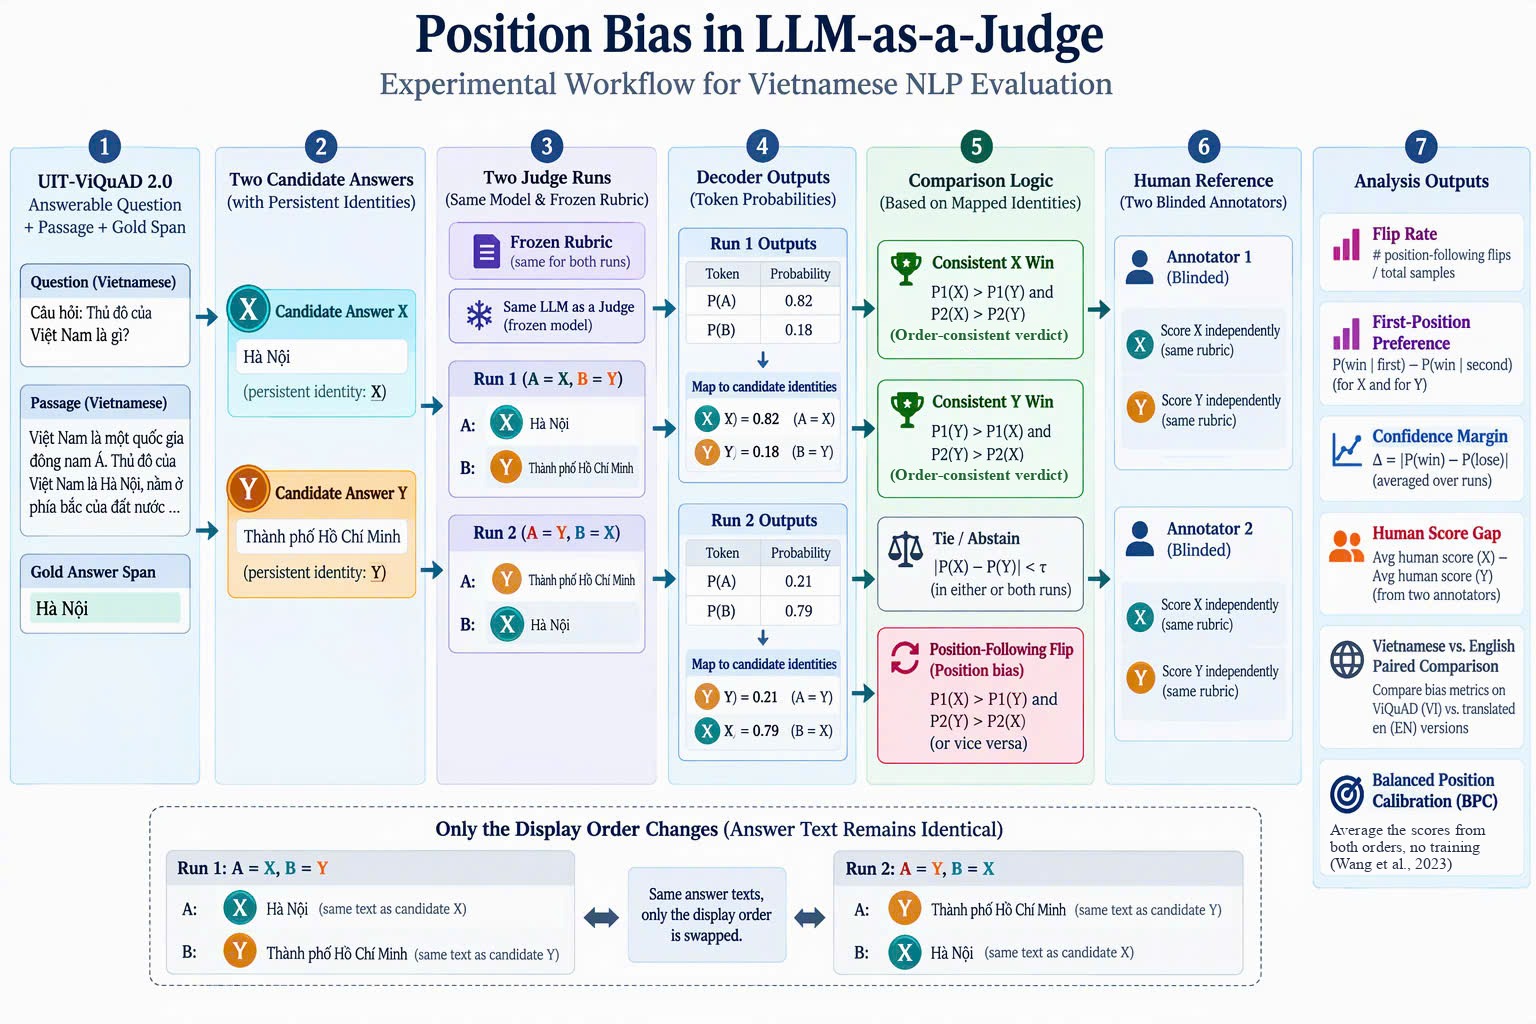 Position Bias in LLM-as-a-Judge
Experimental Workflow for Vietnamese NLP Evaluation
1
UIT-ViQuAD 2.0
Answerable Question
+ Passage + Gold Span
Question (Vietnamese)
Câu hỏi: Thủ đô của
Việt Nam là gì?
Passage (Vietnamese)
Việt Nam là một quốc gia
đông nam Á. Thủ đô của
Việt Nam là Hà Nội, nằm ở
phía bắc của đất nước ...
Gold Answer Span
Hà Nội
2
Two Candidate Answers
(with Persistent Identities)
X Candidate Answer X
Hà Nội
(persistent identity: X)
Y Candidate Answer Y
Thành phố Hồ Chí Minh
(persistent identity: Y)
3
Two Judge Runs
(Same Model & Frozen Rubric)
Frozen Rubric
(same for both runs)
Same LLM as a Judge
(frozen model)
Run 1 (A = X, B = Y)
A: X Hà Nội
B: Y Thành phố Hồ Chí Minh
Run 2 (A = Y, B = X)
A: Y Thành phố Hồ Chí Minh
B: X Hà Nội
4
Decoder Outputs
(Token Probabilities)
Run 1 Outputs
Token Probability
P(A) 0.82
P(B) 0.18
Map to candidate identities
X X) = 0.82 (A = X)
Y Y) = 0.18 (B = Y)
Run 2 Outputs
Token Probability
P(A) 0.21
P(B) 0.79
Map to candidate identities
Y Y) = 0.21 (A = Y)
X X) = 0.79 (B = X)
5
Comparison Logic
(Based on Mapped Identities)
Consistent X Win
P1(X) > P1(Y) and
P2(X) > P2(Y)
(Order-consistent verdict)
Consistent Y Win
P1(Y) > P1(X) and
P2(Y) > P2(X)
(Order-consistent verdict)
Tie / Abstain
|P(X) − P(Y)| < τ
(in either or both runs)
Position-Following Flip
(Position bias)
P1(X) > P1(Y) and
P2(Y) > P2(X)
(or vice versa)
6
Human Reference
(Two Blinded Annotators)
Annotator 1
(Blinded)
X Score X independently
(same rubric)
Y Score Y independently
(same rubric)
Annotator 2
(Blinded)
X Score X independently
(same rubric)
Y Score Y independently
(same rubric)
7
Analysis Outputs
Flip Rate
# position-following flips
/ total samples
First-Position
Preference
P(win | first) − P(win | second)
(for X and for Y)
Confidence Margin
Δ = |P(win) − P(lose)|
(averaged over runs)
Human Score Gap
Avg human score (X) −
Avg human score (Y)
(from two annotators)
Vietnamese vs. English
Paired Comparison
Compare bias metrics on
ViQuAD (VI) vs. translated
en (EN) versions
Balanced Position
Calibration (BPC)
Average the scores from
both orders, no training
(Wang et al., 2023)
Only the Display Order Changes (Answer Text Remains Identical)
Run 1: A = X, B = Y
A: X Hà Nội (same text as candidate X)
B: Y Thành phố Hồ Chí Minh (same text as candidate Y)
Same answer texts,
only the display order
is swapped.
Run 2: A = Y, B = X
A: Y Thành phố Hồ Chí Minh (same text as candidate Y)
B: X Hà Nội (same text as candidate X)